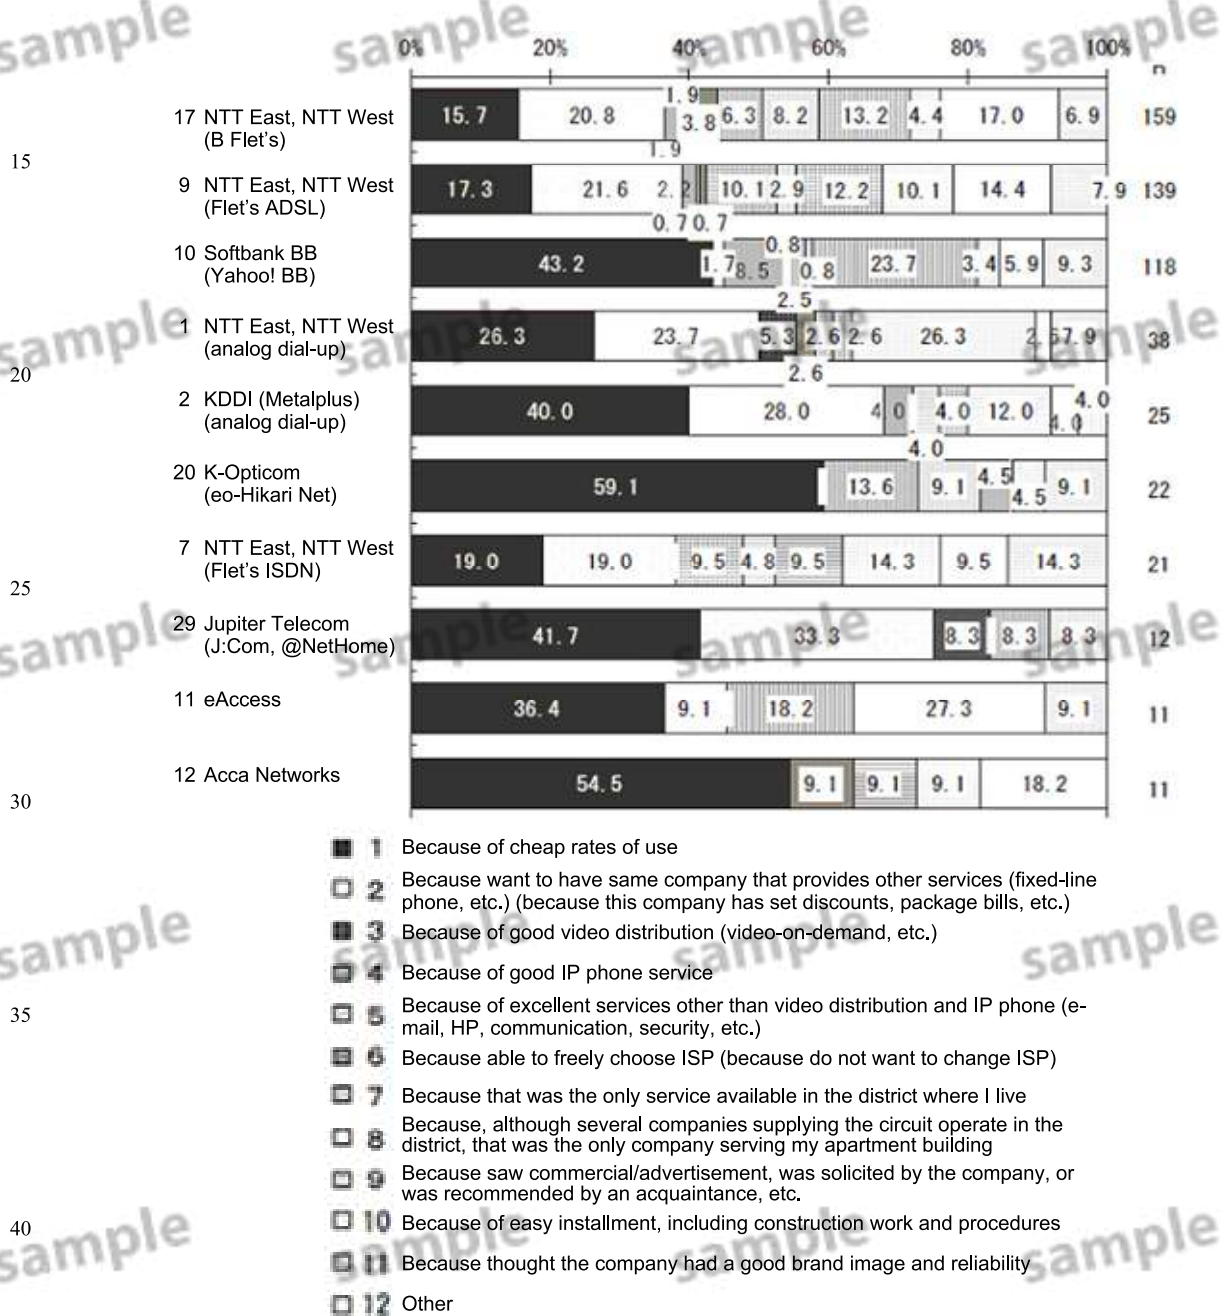 sample sample sample sample
0% 20% 40% 60% 80% 100%
n
17 NTT East, NTT West 15.7 20.8 1.9 3.8 6.3 8.2 13.2 4.4 17.0 6.9 159
(B Flet's)
1.9
15
9 NTT East, NTT West 17.3 21.6 2.2 10.1 2.9 12.2 10.1 14.4 7.9 139
(Flet's ADSL)
0.7 0.7
10 Softbank BB 43.2 1.7 8.5 0.8 0.8 23.7 3.4 5.9 9.3 118
(Yahoo! BB)
2.5
sample sample sample sample
1 NTT East, NTT West 26.3 23.7 5.3 2.6 2.6 26.3 2.6 7.9 38
(analog dial-up)
20
2.6
2 KDDI (Metalplus) 40.0 28.0 4.0 4.0 12.0 4.0 4.0 25
(analog dial-up)
4.0
20 K-Opticom 59.1 13.6 9.1 4.5 4.5 9.1 22
(eo-Hikari Net)
7 NTT East, NTT West 19.0 19.0 9.5 4.8 9.5 14.3 9.5 14.3 21
(Flet's ISDN)
25
sample sample sample sample
29 Jupiter Telecom 41.7 33.3 8.3 8.3 8.3 12
(J:Com, @NetHome)
11 eAccess 36.4 9.1 18.2 27.3 9.1 11
12 Acca Networks 54.5 9.1 9.1 9.1 18.2 11
30
1 Because of cheap rates of use
2 Because want to have same company that provides other services (fixed-line
phone, etc.) (because this company has set discounts, package bills, etc.)
sample sample sample sample
3 Because of good video distribution (video-on-demand, etc.)
4 Because of good IP phone service
35
5 Because of excellent services other than video distribution and IP phone (e-
mail, HP, communication, security, etc.)
6 Because able to freely choose ISP (because do not want to change ISP)
7 Because that was the only service available in the district where I live
8 Because, although several companies supplying the circuit operate in the
district, that was the only company serving my apartment building
9 Because saw commercial/advertisement, was solicited by the company, or
was recommended by an acquaintance, etc.
40
sample sample sample sample
10 Because of easy installment, including construction work and procedures
11 Because thought the company had a good brand image and reliability
12 Other